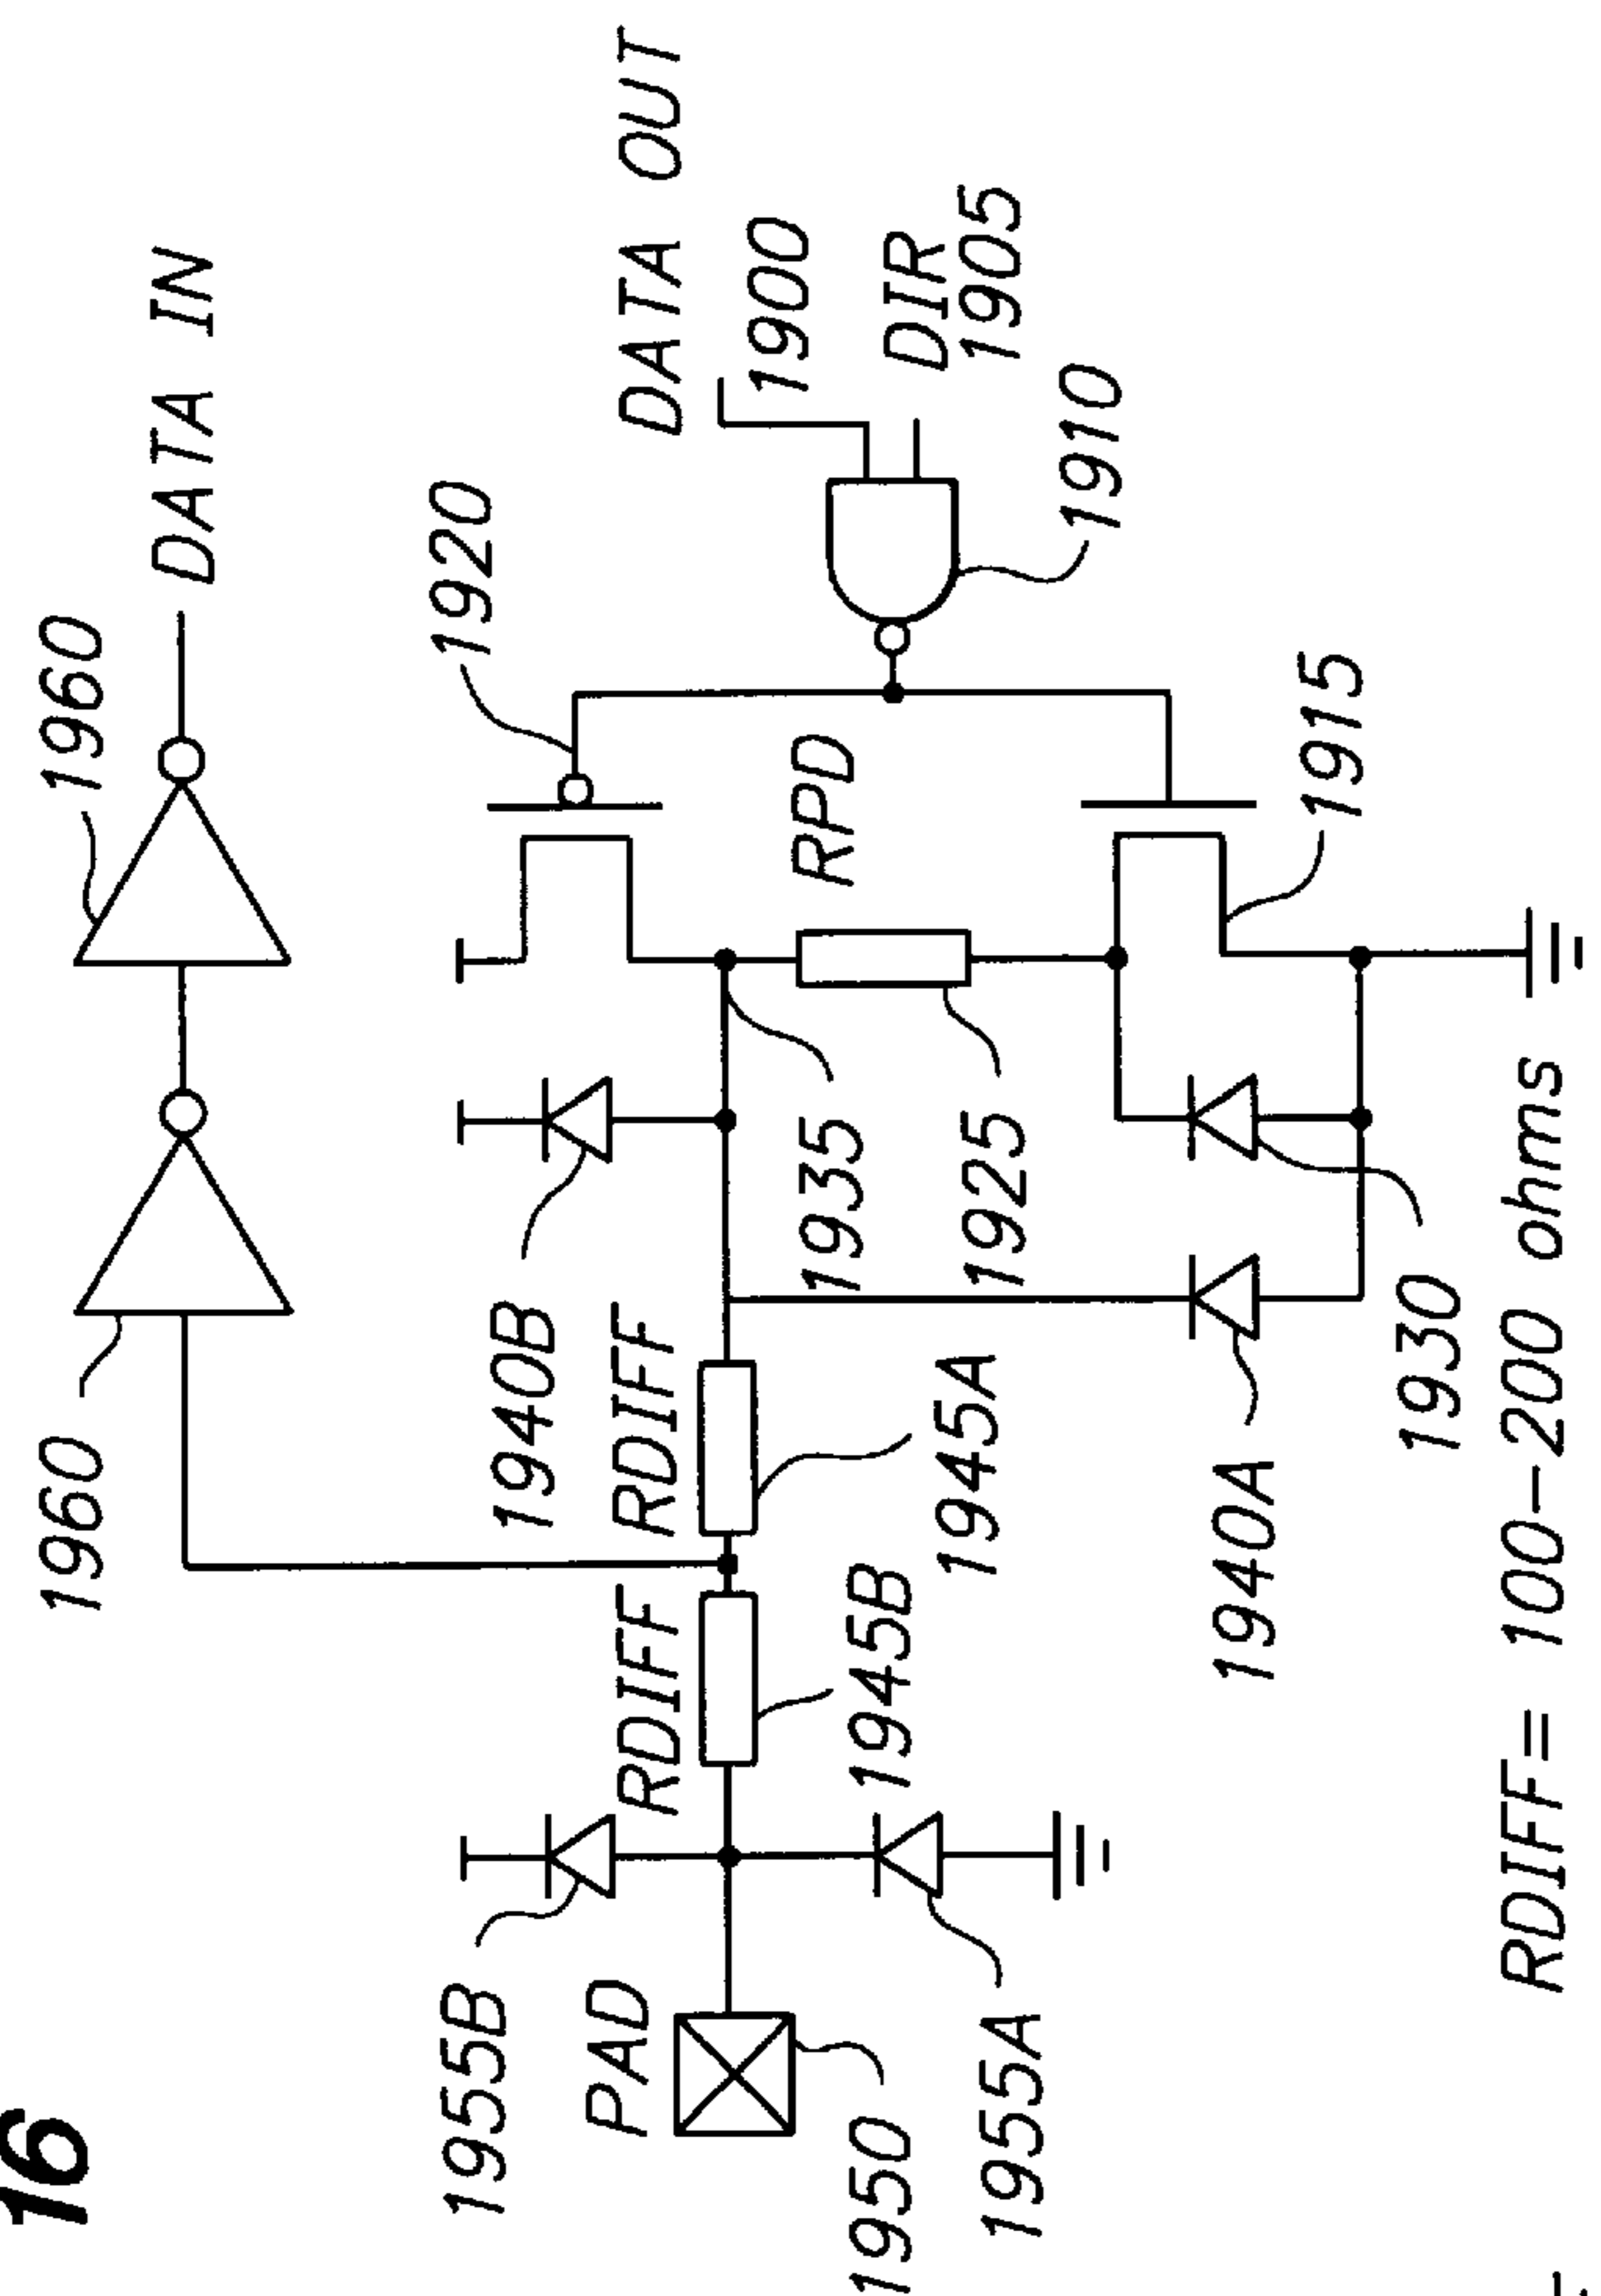 16
1960
1960
DATA IN
1920
DATA OUT
1900
DIR
1905
1910
1940B
1955B
PAD
RDIFF
RDIFF
RPD
1935
1925
1945B
1945A
1950
1955A
1940A
1930
1915
RDIFF= 100-200 ohms